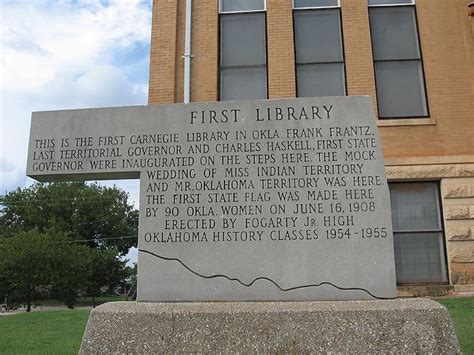 FIRST LIBRARY
THIS IS THE FIRST CARNEGIE LIBRARY IN OKLA. FRANK FRANTZ,
LAST TERRITORIAL GOVERNOR AND CHARLES HASKELL, FIRST STATE
GOVERNOR WERE INAUGURATED ON THE STEPS HERE. THE MOCK
WEDDING OF MISS INDIAN TERRITORY
AND MR. OKLAHOMA TERRITORY WAS HERE.
THE FIRST STATE FLAG WAS MADE HERE
BY 90 OKLA. WOMEN ON JUNE 16, 1908
ERECTED BY FOGARTY Jr HIGH
OKLAHOMA HISTORY CLASSES 1954-1955